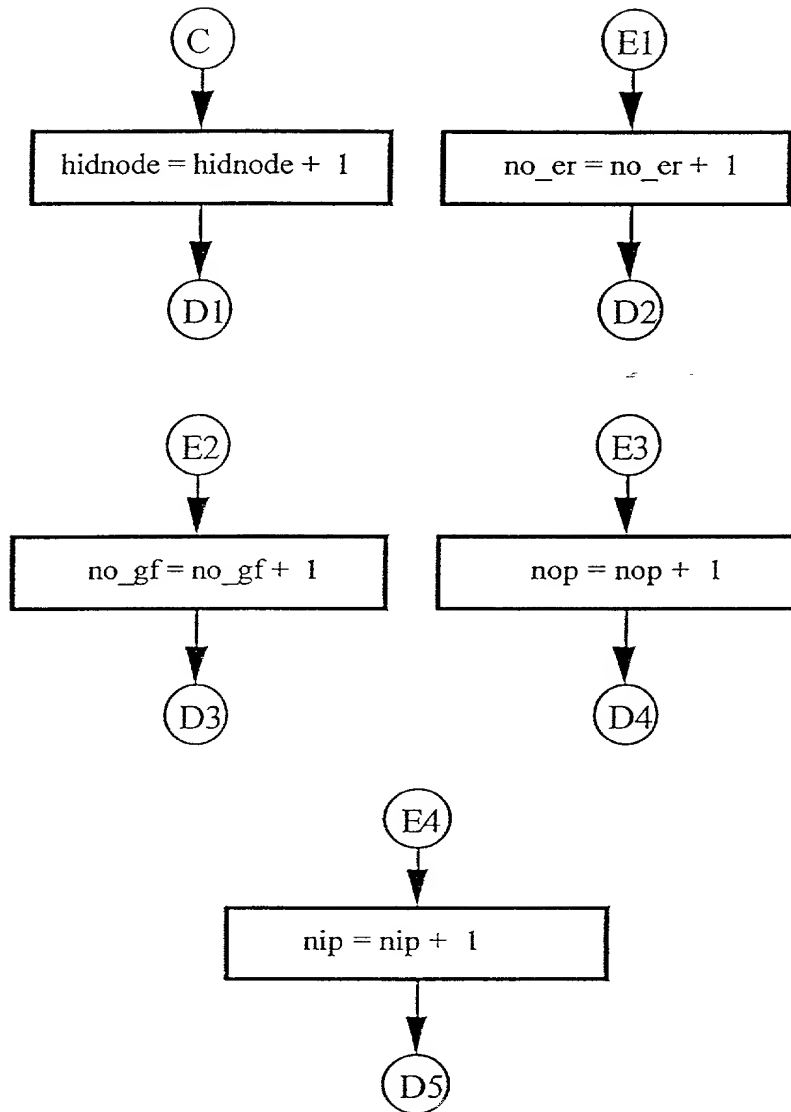 C
hidnode = hidnode + 1
D1
E1
no_er = no_er + 1
D2
E2
no_gf = no_gf + 1
D3
E3
nop = nop + 1
D4
E4
nip = nip + 1
D5